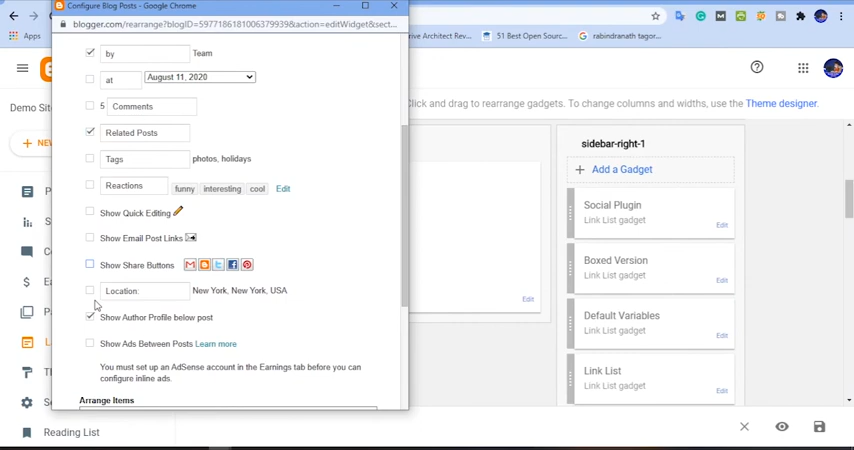 Configure Blog Posts - Google Chrome
blogger.com/rearrange?blogID=5977186181006379939&action=editWidget&sect...
Apps
rive Architect Rev...
51 Best Open Sourc...
rabindranath tagor...
Demo Sit
NEW
P
S
C
Ea
P
L
T
Se
Reading List
by
Team
at
August 11, 2020
5 Comments
Related Posts
Tags
photos, holidays
Reactions
funny interesting cool Edit
Show Quick Editing
Show Email Post Links
Show Share Buttons
Location:
New York, New York, USA
Show Author Profile below post
Show Ads Between Posts Learn more
You must set up an AdSense account in the Earnings tab before you can
configure inline ads.
Arrange Items
Click and drag to rearrange gadgets. To change columns and widths, use the Theme designer.
Edit
sidebar-right-1
Add a Gadget
Social Plugin
Link List gadget
Edit
Boxed Version
Link List gadget
Edit
Default Variables
Link List gadget
Edit
Link List
Link List gadget
Edit